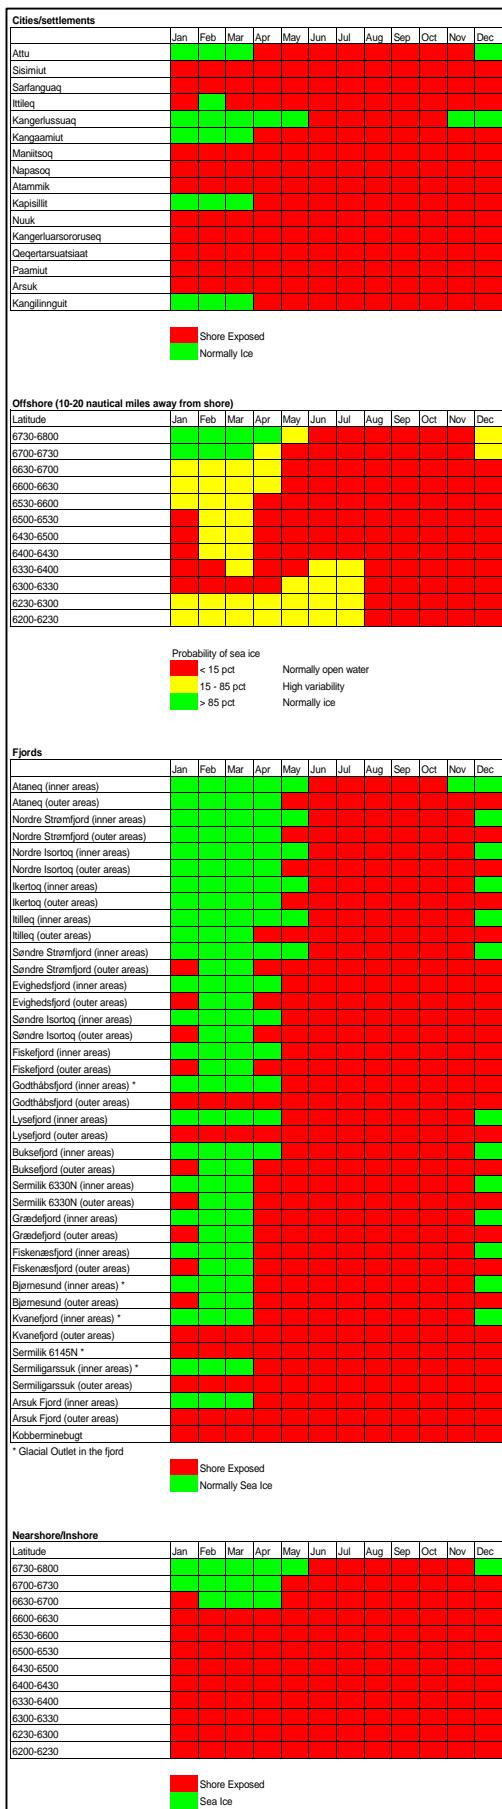 Cities/settlements
Jan Feb Mar Apr May Jun Jul Aug Sep Oct Nov Dec
Attu
Sisimiut
Sarfanguaq
Ittileq
Kangerlussuaq
Kangaamiut
Maniitsoq
Napasoq
Atammik
Kapisillit
Nuuk
Kangerluarsororuseq
Qeqertarsuatsiaat
Paamiut
Arsuk
Kangilinnguit
Shore Exposed
Normally Ice
Offshore (10-20 nautical miles away from shore)
Latitude Jan Feb Mar Apr May Jun Jul Aug Sep Oct Nov Dec
6730-6800
6700-6730
6630-6700
6600-6630
6530-6600
6500-6530
6430-6500
6400-6430
6330-6400
6300-6330
6230-6300
6200-6230
Probability of sea ice
< 15 pct Normally open water
15 - 85 pct High variability
> 85 pct Normally ice
Fjords
Jan Feb Mar Apr May Jun Jul Aug Sep Oct Nov Dec
Ataneq (inner areas)
Ataneq (outer areas)
Nordre Strømfjord (inner areas)
Nordre Strømfjord (outer areas)
Nordre Isortoq (inner areas)
Nordre Isortoq (outer areas)
Ikertoq (inner areas)
Ikertoq (outer areas)
Itilleq (inner areas)
Itilleq (outer areas)
Søndre Strømfjord (inner areas)
Søndre Strømfjord (outer areas)
Evighedsfjord (inner areas)
Evighedsfjord (outer areas)
Søndre Isortoq (inner areas)
Søndre Isortoq (outer areas)
Fiskefjord (inner areas)
Fiskefjord (outer areas)
Godthåbsfjord (inner areas) *
Godthåbsfjord (outer areas)
Lysefjord (inner areas)
Lysefjord (outer areas)
Buksefjord (inner areas)
Buksefjord (outer areas)
Sermilik 6330N (inner areas)
Sermilik 6330N (outer areas)
Grædefjord (inner areas)
Grædefjord (outer areas)
Fiskenæsfjord (inner areas)
Fiskenæsfjord (outer areas)
Bjørnesund (inner areas) *
Bjørnesund (outer areas)
Kvanefjord (inner areas) *
Kvanefjord (outer areas)
Sermilik 6145N *
Sermiligarssuk (inner areas) *
Sermiligarssuk (outer areas)
Arsuk Fjord (inner areas)
Arsuk Fjord (outer areas)
Kobberminebugt
* Glacial Outlet in the fjord
Shore Exposed
Normally Sea Ice
Nearshore/Inshore
Latitude Jan Feb Mar Apr May Jun Jul Aug Sep Oct Nov Dec
6730-6800
6700-6730
6630-6700
6600-6630
6530-6600
6500-6530
6430-6500
6400-6430
6330-6400
6300-6330
6230-6300
6200-6230
Shore Exposed
Sea Ice